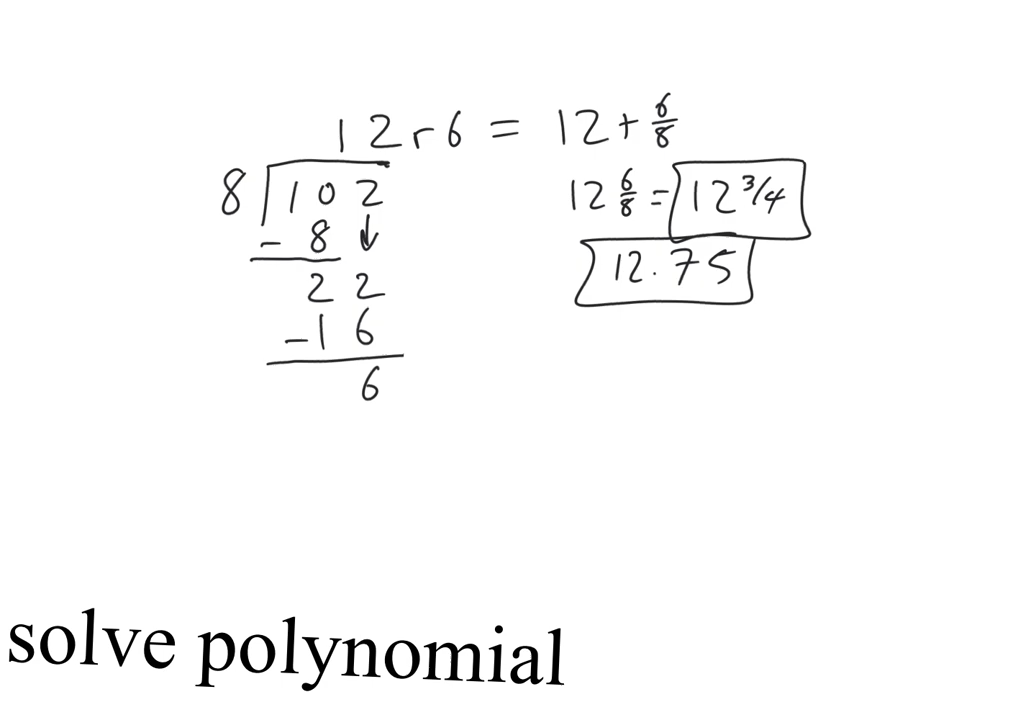 12r6 = 12 + 6/8
8 102
12 6/8 = 12 3/4
- 8 ↓
12.75
22
-16
6
solve polynomial